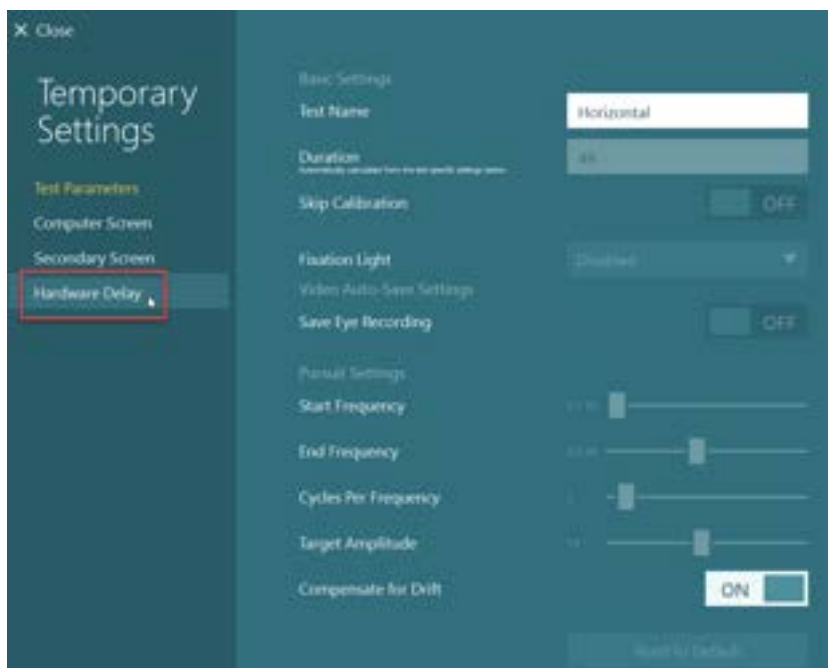 Close
Temporary
Settings
Test Parameters
Computer Screen
Secondary Screen
Hardware Delay
Basic Settings
Test Name
Horizontal
Duration
Skip Calibration
OFF
Fixation Light
Disabled
Video Auto-Save Settings
Save Eye Recording
OFF
Pursuit Settings
Start Frequency
End Frequency
Cycles Per Frequency
Target Amplitude
Compensate for Drift
ON
Reset to Default